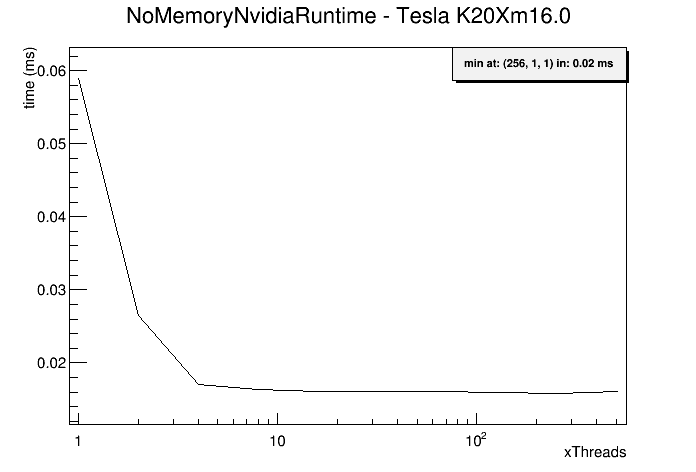 NoMemoryNvidiaRuntime - Tesla K20Xm16.0
min at: (256, 1, 1) in: 0.02 ms
time (ms)
0.06
0.05
0.04
0.03
0.02
1
10
10²
xThreads